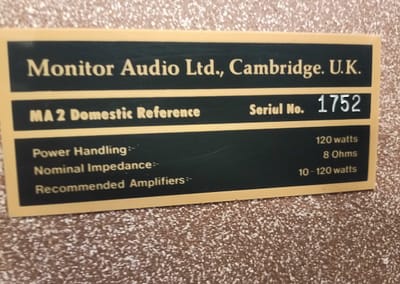 Monitor Audio Ltd., Cambridge. U.K.
MA 2 Domestic Reference Serial No. 1752
Power Handling:- 120 watts
Nominal Impedance:- 8 Ohms
Recommended Amplifiers:- 10-120 watts